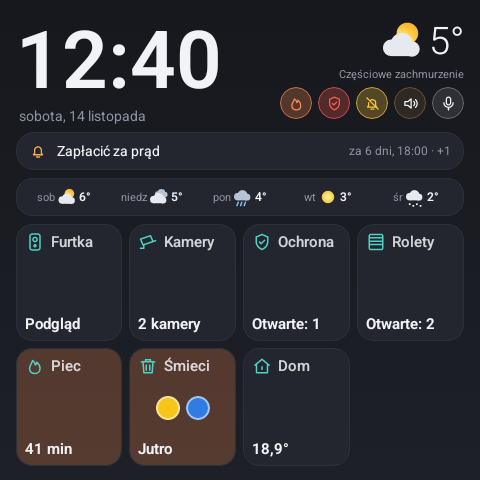 12:40
5°
Częściowe zachmurzenie
sobota, 14 listopada
Zapłacić za prąd
za 6 dni, 18:00 · +1
sob 6° niedz 5° pon 4° wt 3° śr 2°
Furtka
Podgląd
Kamery
2 kamery
Ochrona
Otwarte: 1
Rolety
Otwarte: 2
Piec
41 min
Śmieci
Jutro
Dom
18,9°